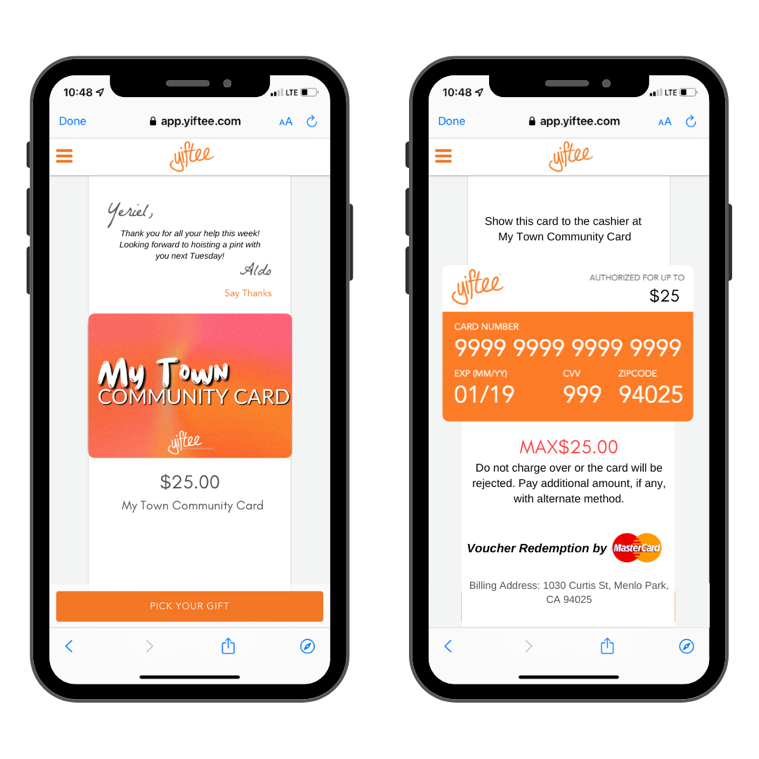 10:48
LTE
Done
app.yiftee.com
AA
yiftee
Yeriel,
Thank you for all your help this week!
Looking forward to hoisting a pint with
you next Tuesday!
Aldo
Say Thanks
My Town
COMMUNITY CARD
yiftee
$25.00
My Town Community Card
PICK YOUR GIFT
10:48
LTE
Done
app.yiftee.com
AA
yiftee
Show this card to the cashier at
My Town Community Card
yiftee
AUTHORIZED FOR UP TO
$25
CARD NUMBER
9999 9999 9999 9999
EXP (MM/YY) CVV ZIPCODE
01/19 999 94025
MAX$25.00
Do not charge over or the card will be
rejected. Pay additional amount, if any,
with alternate method.
Voucher Redemption by MasterCard
Billing Address: 1030 Curtis St, Menlo Park,
CA 94025